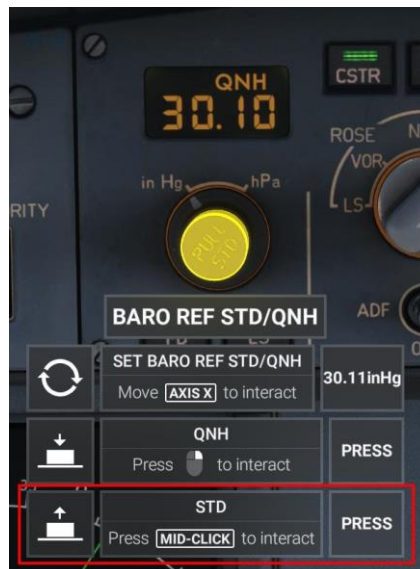 QNH
30.10
CSTR
ROSE
VOR
LS
in Hg
hPa
PULL
STD
ADF
BARO REF STD/QNH
SET BARO REF STD/QNH
Move AXIS X to interact
30.11inHg
QNH
Press to interact
PRESS
STD
Press MID-CLICK to interact
PRESS